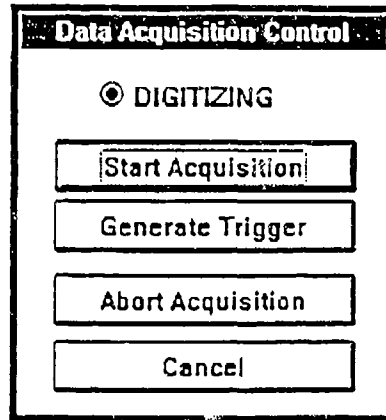 Data Acquisition Control
DIGITIZING
Start Acquisition
Generate Trigger
Abort Acquisition
Cancel